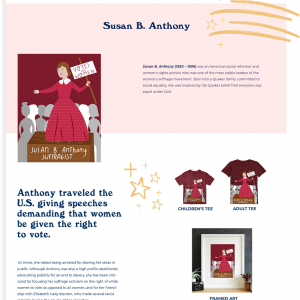 Susan B. Anthony
VOTES
for
WOMEN
SUSAN B. ANTHONY
SUFFRAGIST
Susan B. Anthony (1820 - 1906) was an American social reformer and
women's rights activist who was one of the most visible leaders of the
women's suffrage movement. Born into a Quaker family committed to
social equality, she was inspired by the Quaker belief that everyone was
equal under God.
Anthony traveled the
U.S. giving speeches
demanding that women
be given the right
to vote.
At times, she risked being arrested for sharing her ideas in
public. Although Anthony was also a high profile abolitionist,
advocating publicly for an end to slavery, she has been criti-
cized for focusing her suffrage activism on the right of white
women to vote as opposed to all women, and for her friend-
ship with Elizabeth Cady Stanton, who made several racist
CHILDREN'S TEE
ADULT TEE
FRAMED ART